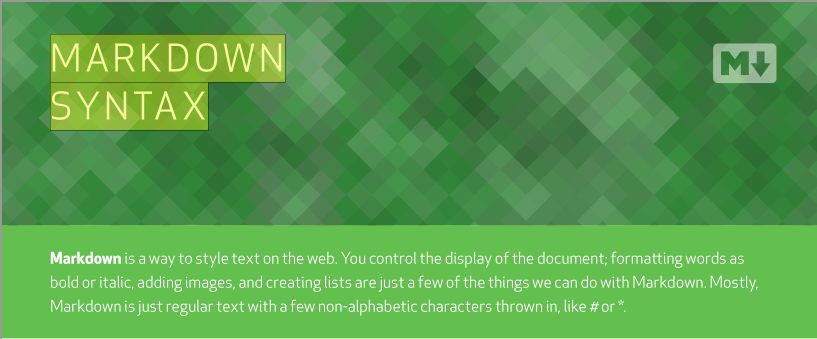 MARKDOWN
SYNTAX
M
Markdown is a way to style text on the web. You control the display of the document; formatting words as
bold or italic, adding images, and creating lists are just a few of the things we can do with Markdown. Mostly,
Markdown is just regular text with a few non-alphabetic characters thrown in, like # or *.